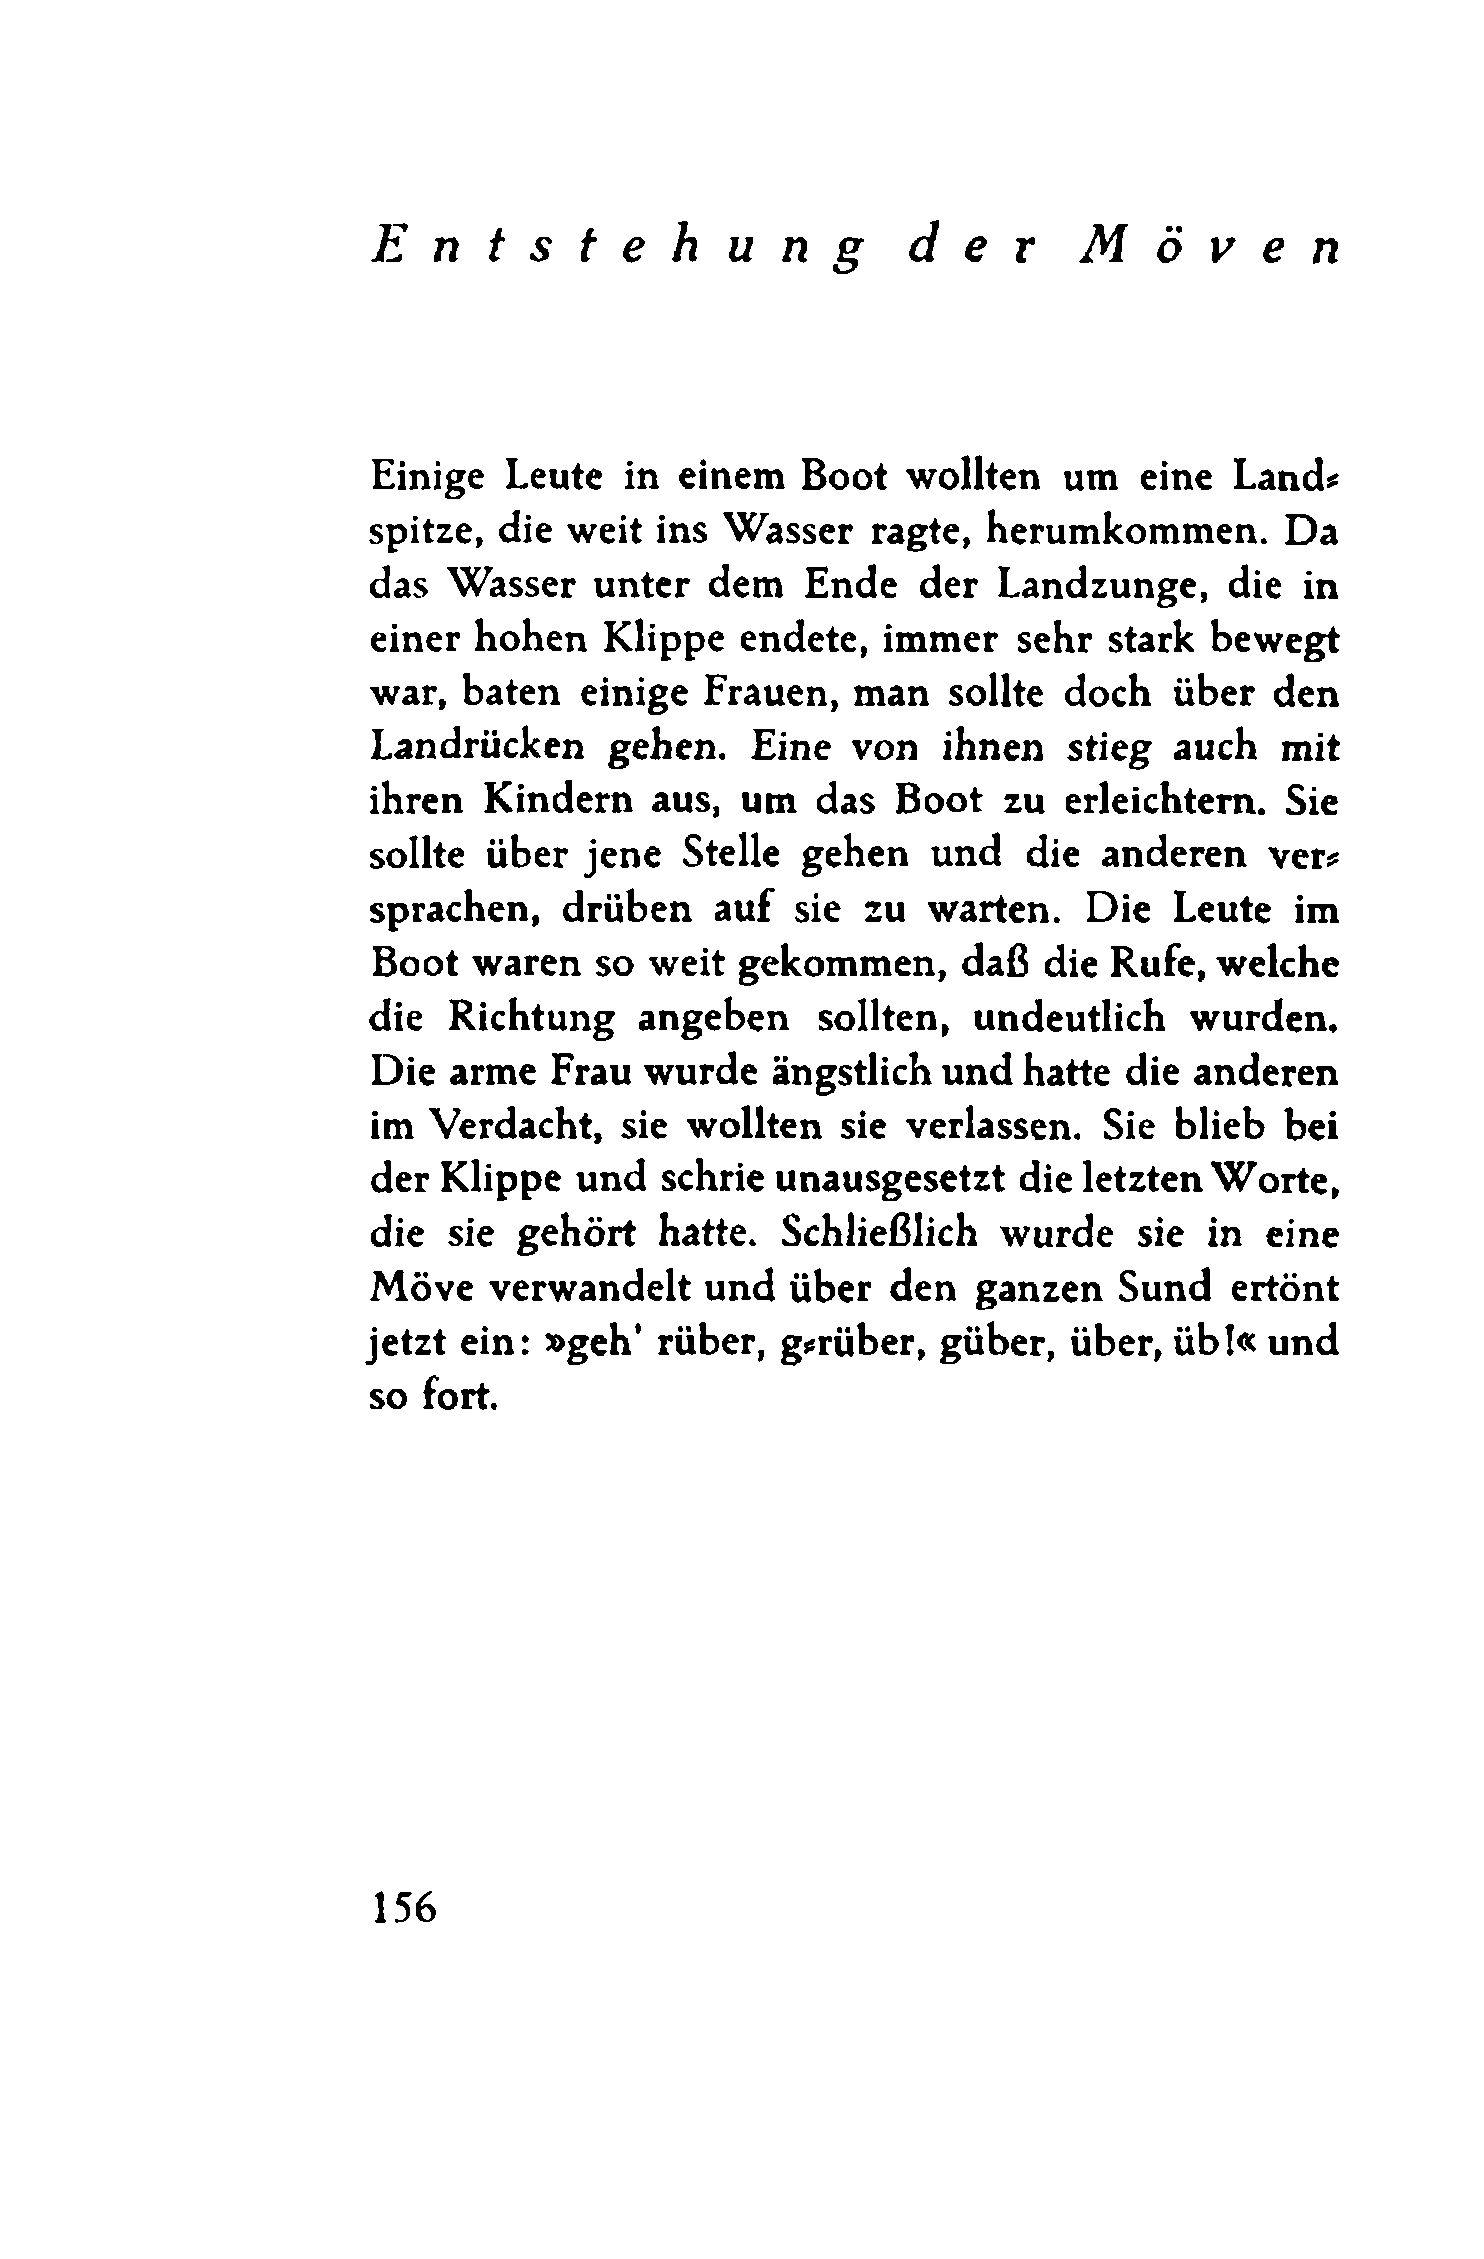 Entstehung der Möven
Einige Leute in einem Boot wollten um eine Land-
spitze, die weit ins Wasser ragte, herumkommen. Da
das Wasser unter dem Ende der Landzunge, die in
einer hohen Klippe endete, immer sehr stark bewegt
war, baten einige Frauen, man sollte doch über den
Landrücken gehen. Eine von ihnen stieg auch mit
ihren Kindern aus, um das Boot zu erleichtern. Sie
sollte über jene Stelle gehen und die anderen ver-
sprachen, drüben auf sie zu warten. Die Leute im
Boot waren so weit gekommen, daß die Rufe, welche
die Richtung angeben sollten, undeutlich wurden.
Die arme Frau wurde ängstlich und hatte die anderen
im Verdacht, sie wollten sie verlassen. Sie blieb bei
der Klippe und schrie unausgesetzt die letzten Worte,
die sie gehört hatte. Schließlich wurde sie in eine
Möve verwandelt und über den ganzen Sund ertönt
jetzt ein: »geh' rüber, g-rüber, güber, über, üb!« und
so fort.
156